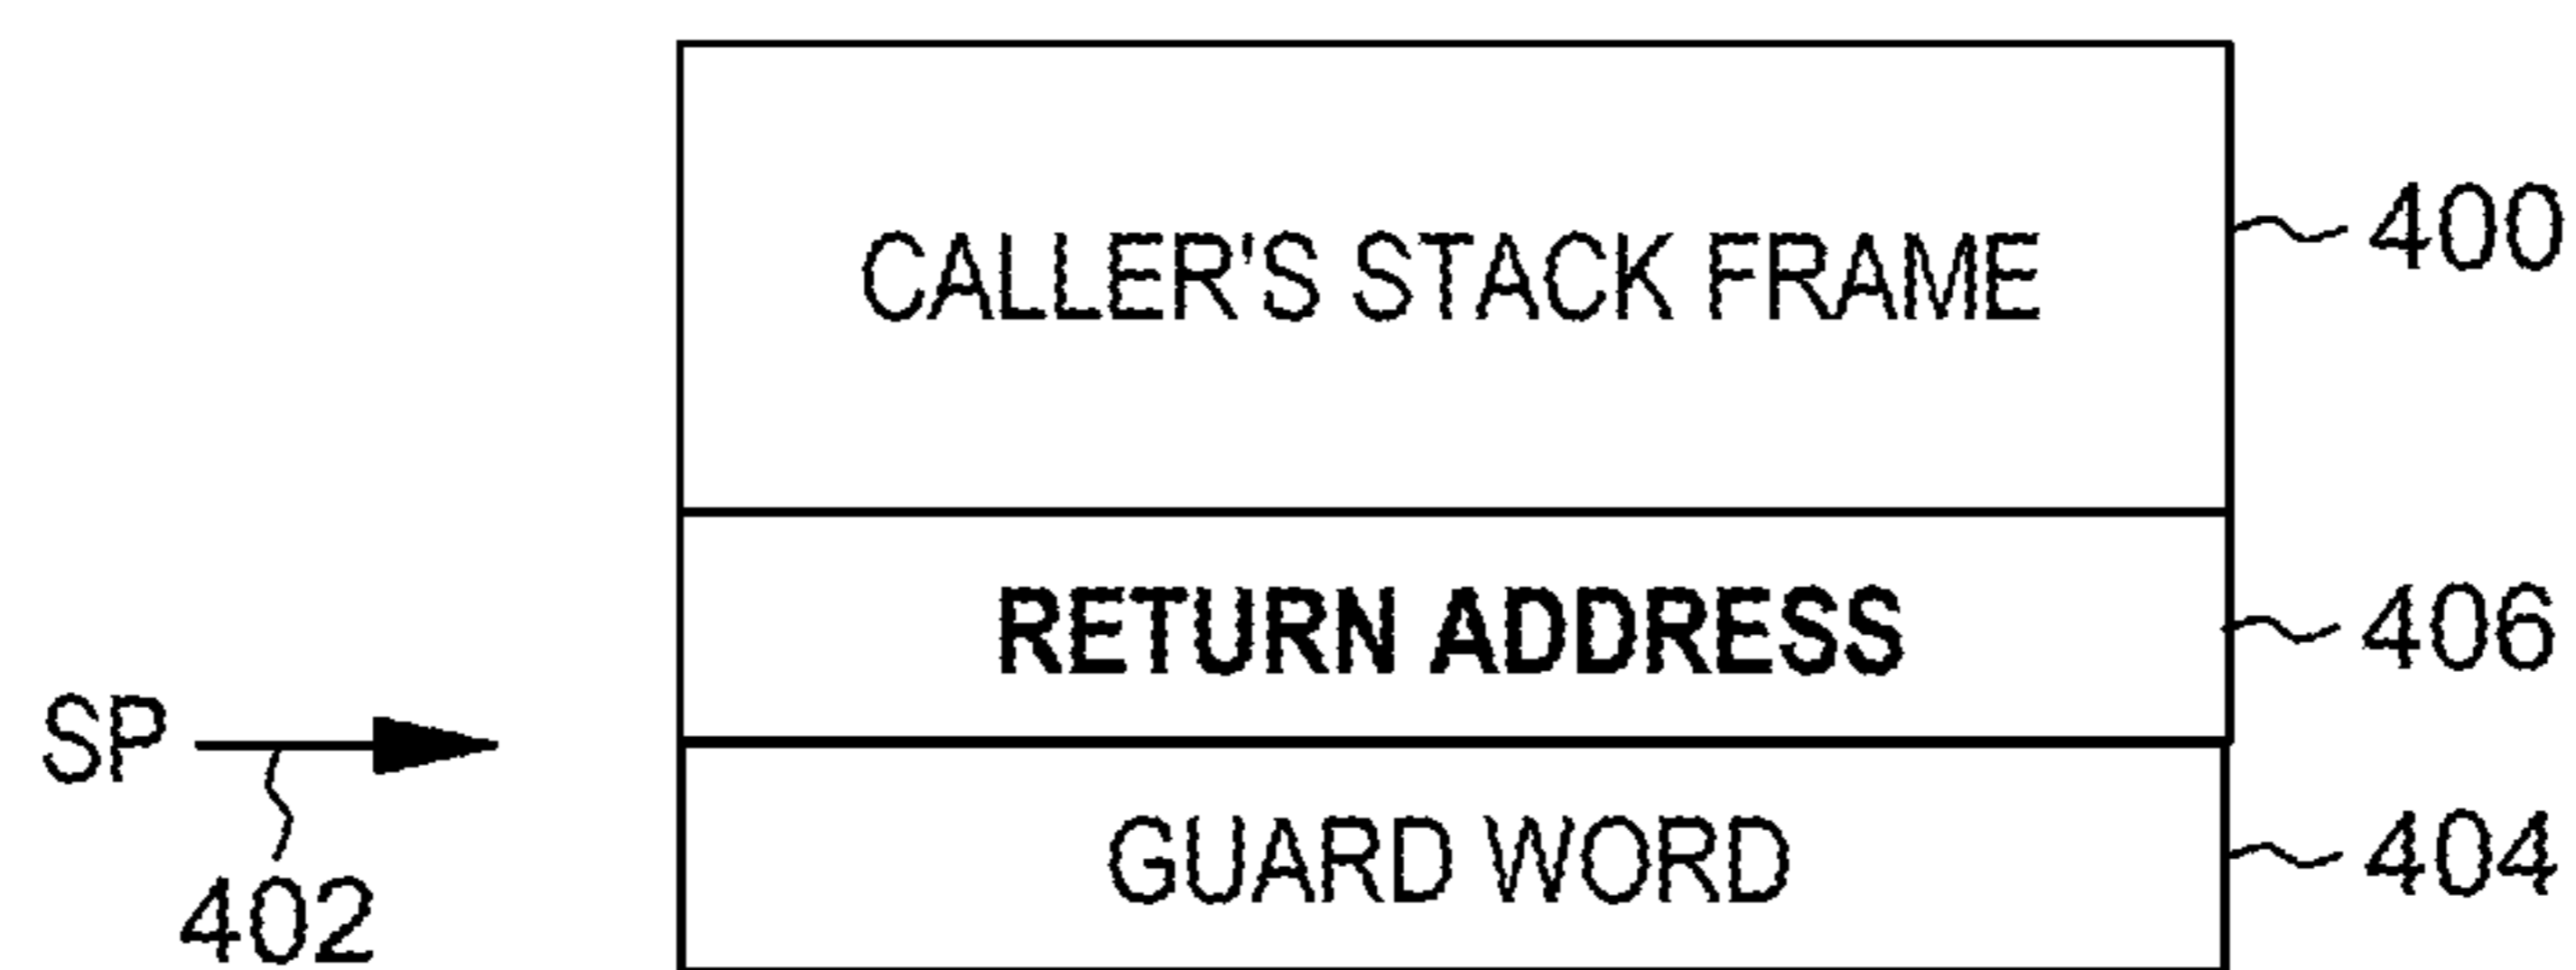 CALLER'S STACK FRAME
400
RETURN ADDRESS
406
SP
402
GUARD WORD
404